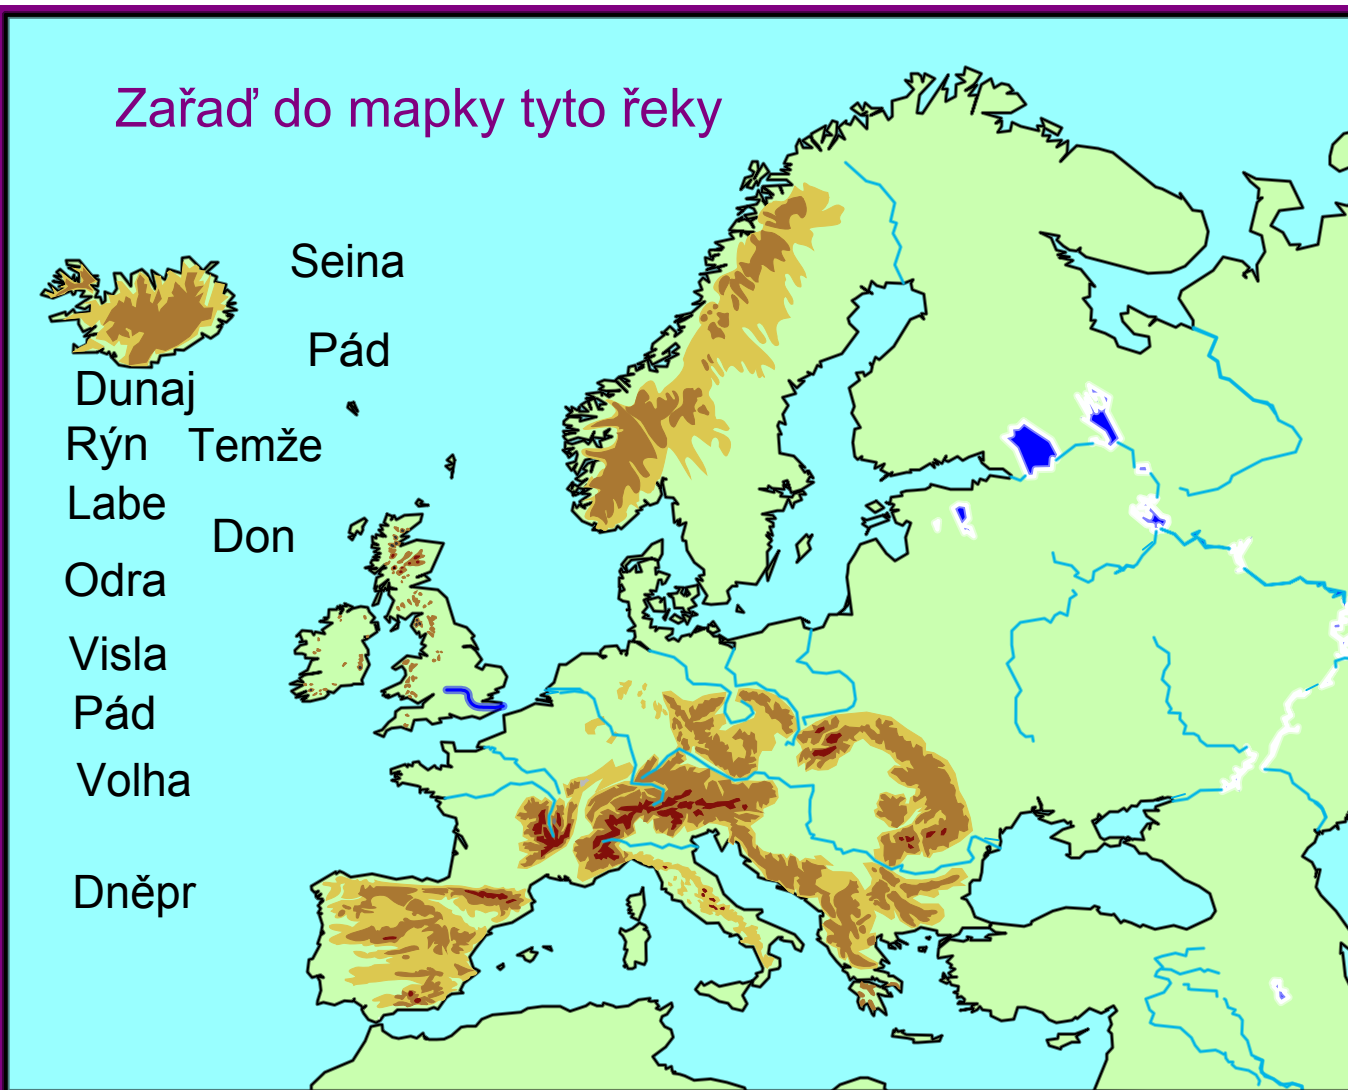 Zařaď do mapky tyto řeky
Seina
Pád
Dunaj
Rýn Temže
Labe
Don
Odra
Visla
Pád
Volha
Dněpr